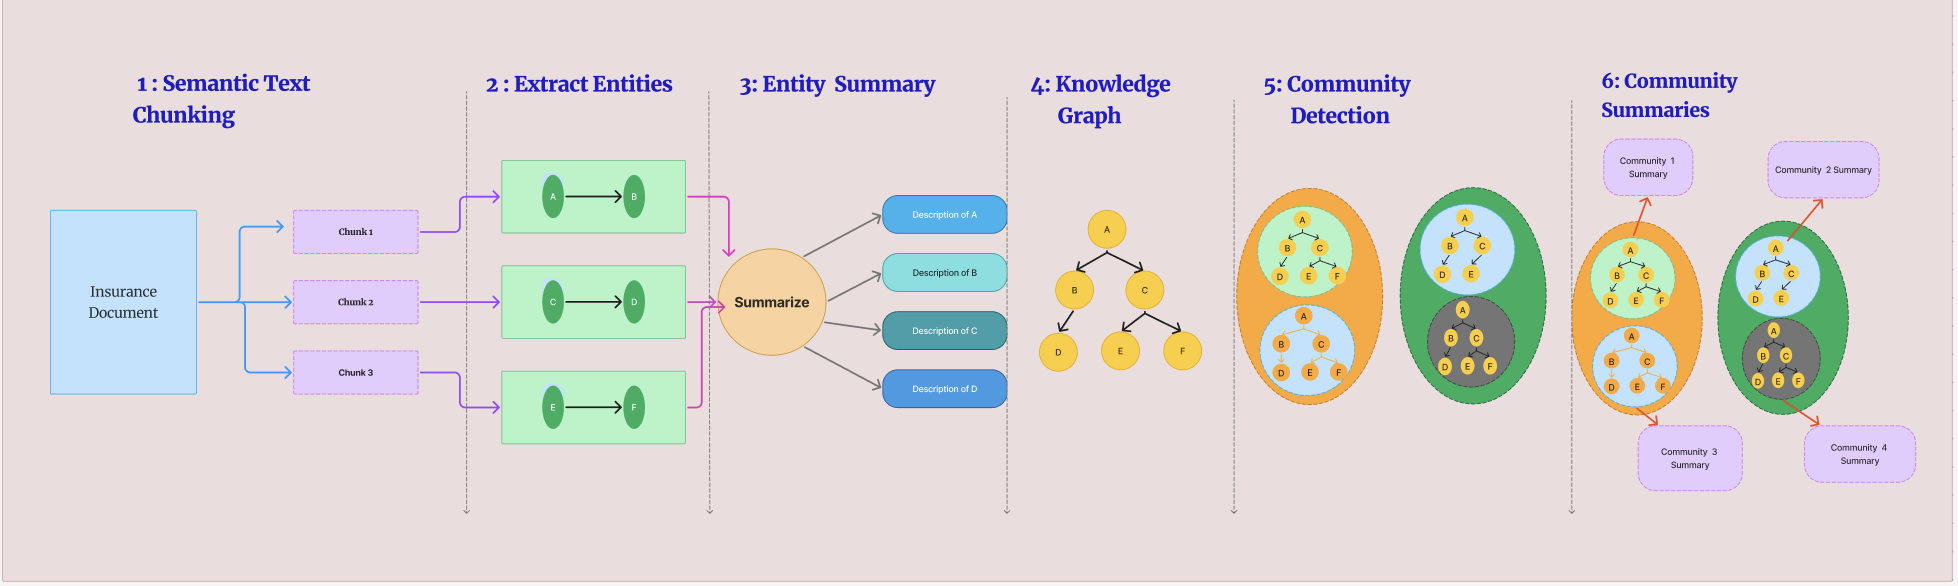 1 : Semantic Text
Chunking
2 : Extract Entities
3: Entity Summary
4: Knowledge
Graph
5: Community
Detection
6: Community
Summaries
Insurance
Document
Chunk 1
Chunk 2
Chunk 3
A B
C D
E F
Summarize
Description of A
Description of B
Description of C
Description of D
A
B C
D E F
A
B C
D E F
A
B C
D E F
A
B C
D E
A
B C
D E F
Community 1
Summary
Community 2 Summary
A
B C
D E F
A
B C
D E F
A
B C
D E
A
B C
D E F
Community 3
Summary
Community 4
Summary